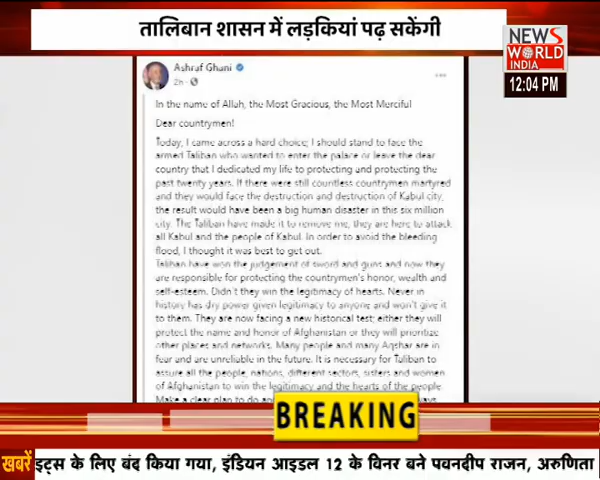 तालिबान शासन में लड़कियां पढ़ सकेंगी
NEWS
WORLD
INDIA
12:04 PM
Ashraf Ghani
2h
In the name of Allah, the Most Gracious, the Most Merciful
Dear countrymen!
Today, I came across a hard choice; I should stand to face the
armed Taliban who wanted to enter the palace or leave the dear
country that I dedicated my life to protecting and protecting the
past twenty years. If there were still countless countrymen martyred
and they would face the destruction and destruction of Kabul city,
the result would have been a big human disaster in this six million
city. The Taliban have made it to remove me, they are here to attack
all Kabul and the people of Kabul. In order to avoid the bleeding
flood, I thought it was best to get out.
Taliban have won the judgement of sword and guns and now they
are responsible for protecting the countrymen's honor, wealth and
self-esteem. Didn't they win the legitimacy of hearts. Never in
history has dry power given legitimacy to anyone and won't give it
to them. They are now facing a new historical test; either they will
protect the name and honor of Afghanistan or they will prioritize
other places and networks. Many people and many Aqshar are in
fear and are unreliable in the future. It is necessary for Taliban to
assure all the people, nations, different sectors, sisters and women
of Afghanistan to win the legitimacy and the hearts of the people
Make a clear plan to do
BREAKING
खबरें
इट्स के लिए बंद किया गया, इंडियन आइडल 12 के विनर बने पवनदीप राजन, अरुणिता